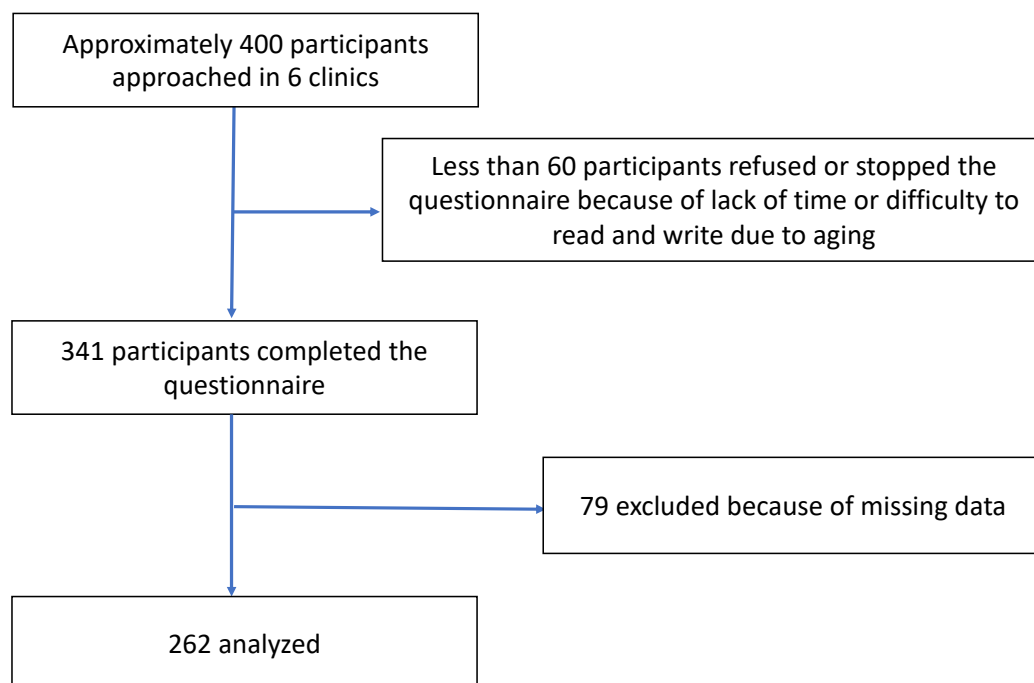 Approximately 400 participants
approached in 6 clinics
Less than 60 participants refused or stopped the
questionnaire because of lack of time or difficulty to
read and write due to aging
341 participants completed the
questionnaire
79 excluded because of missing data
262 analyzed